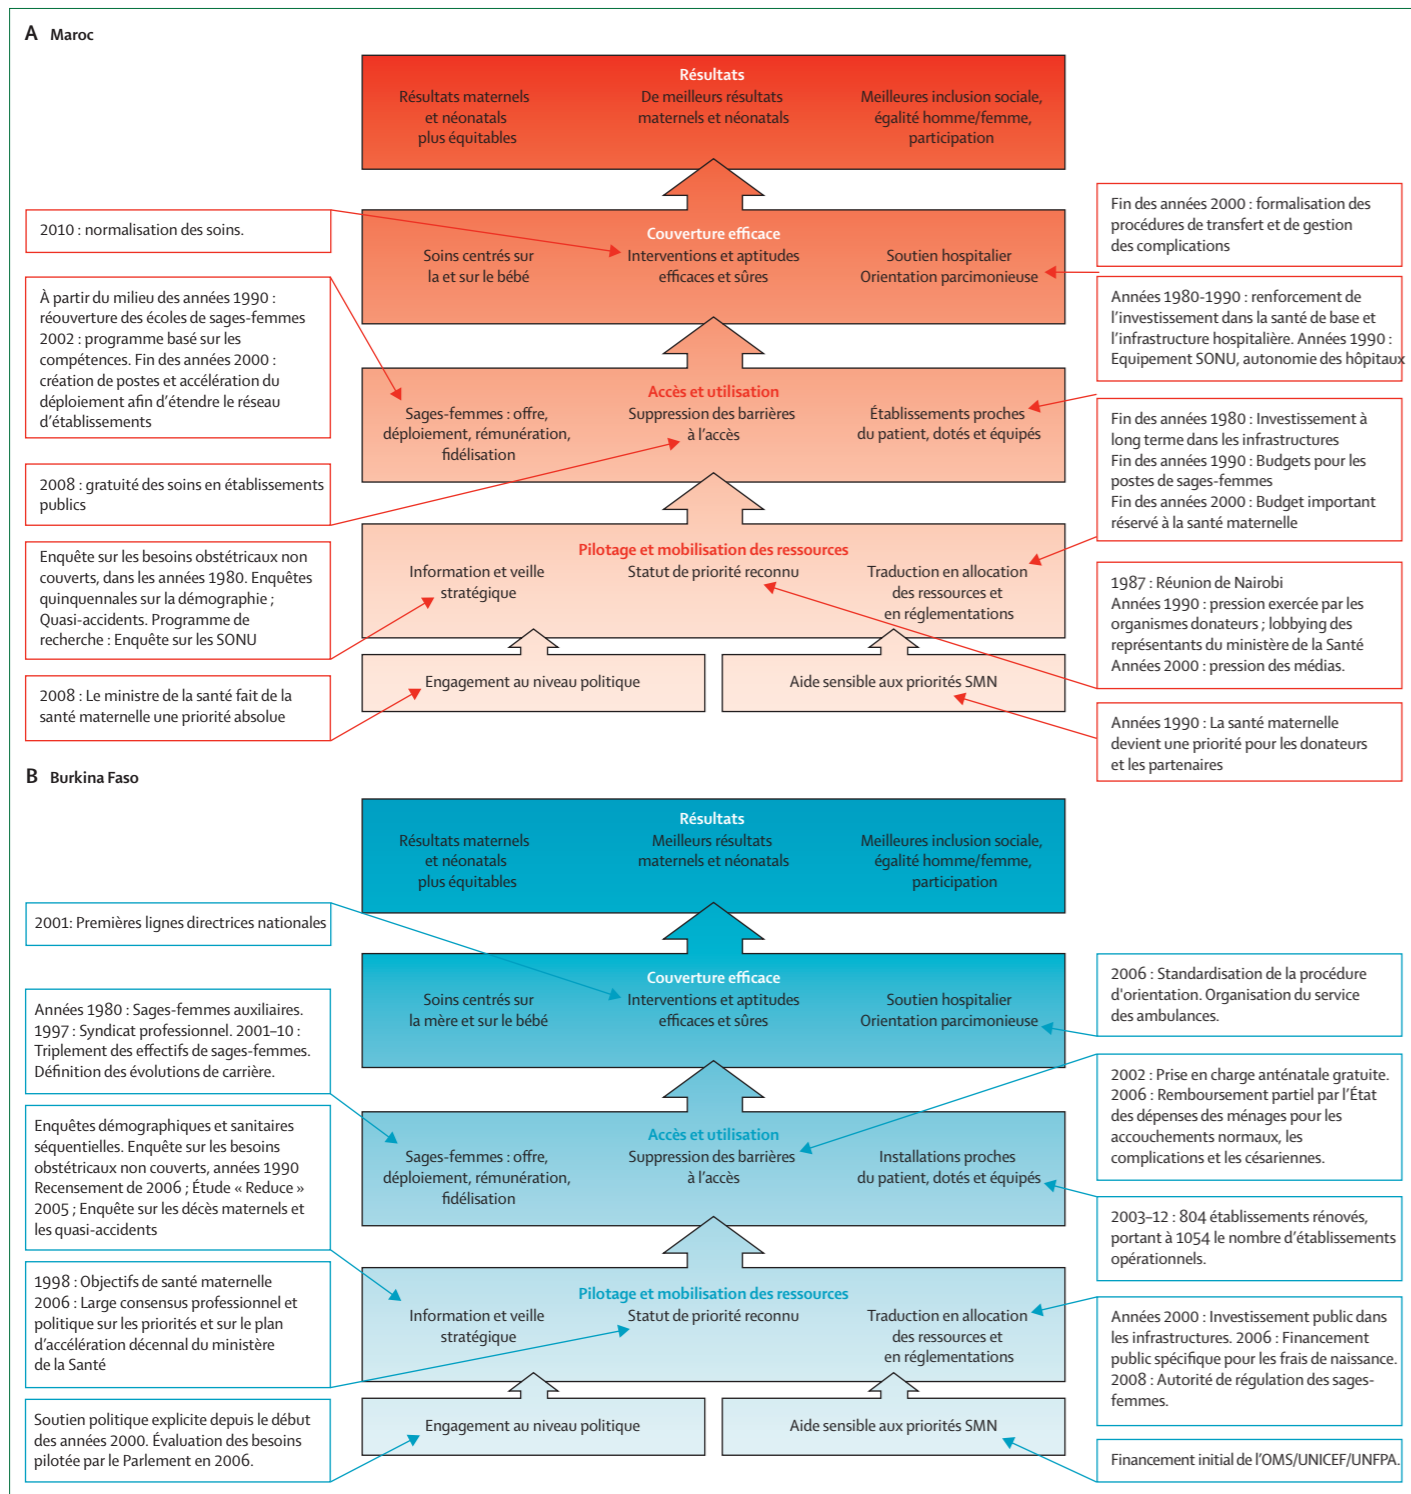 A Maroc
Résultats
Résultats maternels
et néonatals
plus équitables
De meilleurs résultats
maternels et néonatals
Meilleures inclusion sociale,
égalité homme/femme,
participation
2010 : normalisation des soins.
Couverture efficace
Soins centrés sur
la et sur le bébé
Interventions et aptitudes
efficaces et sûres
Soutien hospitalier
Orientation parcimonieuse
Fin des années 2000 : formalisation des
procédures de transfert et de gestion
des complications
À partir du milieu des années 1990 :
réouverture des écoles de sages-femmes
2002 : programme basé sur les
compétences. Fin des années 2000 :
création de postes et accélération du
déploiement afin d'étendre le réseau
d'établissements
Années 1980-1990 : renforcement de
l'investissement dans la santé de base et
l'infrastructure hospitalière. Années 1990 :
Equipement SONU, autonomie des hôpitaux
Accès et utilisation
Sages-femmes : offre,
déploiement, rémunération,
fidélisation
Suppression des barrières
à l'accès
Établissements proches
du patient, dotés et équipés
2008 : gratuité des soins en établissements
publics
Fin des années 1980 : Investissement à
long terme dans les infrastructures
Fin des années 1990 : Budgets pour les
postes de sages-femmes
Fin des années 2000 : Budget important
réservé à la santé maternelle
Enquête sur les besoins obstétricaux non
couverts, dans les années 1980. Enquêtes
quinquennales sur la démographie ;
Quasi-accidents. Programme de
recherche : Enquête sur les SONU
Pilotage et mobilisation des ressources
Information et veille
stratégique
Statut de priorité reconnu
Traduction en allocation
des ressources et
en réglementations
1987 : Réunion de Nairobi
Années 1990 : pression exercée par les
organismes donateurs ; lobbying des
représentants du ministère de la Santé
Années 2000 : pression des médias.
2008 : Le ministre de la santé fait de la
santé maternelle une priorité absolue
Engagement au niveau politique
Aide sensible aux priorités SMN
Années 1990 : La santé maternelle
devient une priorité pour les donateurs
et les partenaires
B Burkina Faso
Résultats
Résultats maternels
et néonatals
plus équitables
Meilleurs résultats
maternels et néonatals
Meilleures inclusion sociale,
égalité homme/femme,
participation
2001: Premières lignes directrices nationales
Couverture efficace
Soins centrés sur
la mère et sur le bébé
Interventions et aptitudes
efficaces et sûres
Soutien hospitalier
Orientation parcimonieuse
2006 : Standardisation de la procédure
d'orientation. Organisation du service
des ambulances.
Années 1980 : Sages-femmes auxiliaires.
1997 : Syndicat professionnel. 2001–10 :
Triplement des effectifs de sages-femmes.
Définition des évolutions de carrière.
2002 : Prise en charge anténatale gratuite.
2006 : Remboursement partiel par l'État
des dépenses des ménages pour les
accouchements normaux, les
complications et les césariennes.
Enquêtes démographiques et sanitaires
séquentielles. Enquête sur les besoins
obstétricaux non couverts, années 1990
Recensement de 2006 ; Étude « Reduce »
2005 ; Enquête sur les décès maternels et
les quasi-accidents
Accès et utilisation
Sages-femmes : offre,
déploiement, rémunération,
fidélisation
Suppression des barrières
à l'accès
Installations proches
du patient, dotés et équipés
2003–12 : 804 établissements rénovés,
portant à 1054 le nombre d'établissements
opérationnels.
1998 : Objectifs de santé maternelle
2006 : Large consensus professionnel et
politique sur les priorités et sur le plan
d'accélération décennal du ministère
de la Santé
Pilotage et mobilisation des ressources
Information et veille
stratégique
Statut de priorité reconnu
Traduction en allocation
des ressources et
en réglementations
Années 2000 : Investissement public dans
les infrastructures. 2006 : Financement
public spécifique pour les frais de naissance.
2008 : Autorité de régulation des sages-
femmes.
Soutien politique explicite depuis le début
des années 2000. Évaluation des besoins
pilotée par le Parlement en 2006.
Engagement au niveau politique
Aide sensible aux priorités SMN
Financement initial de l'OMS/UNICEF/UNFPA.